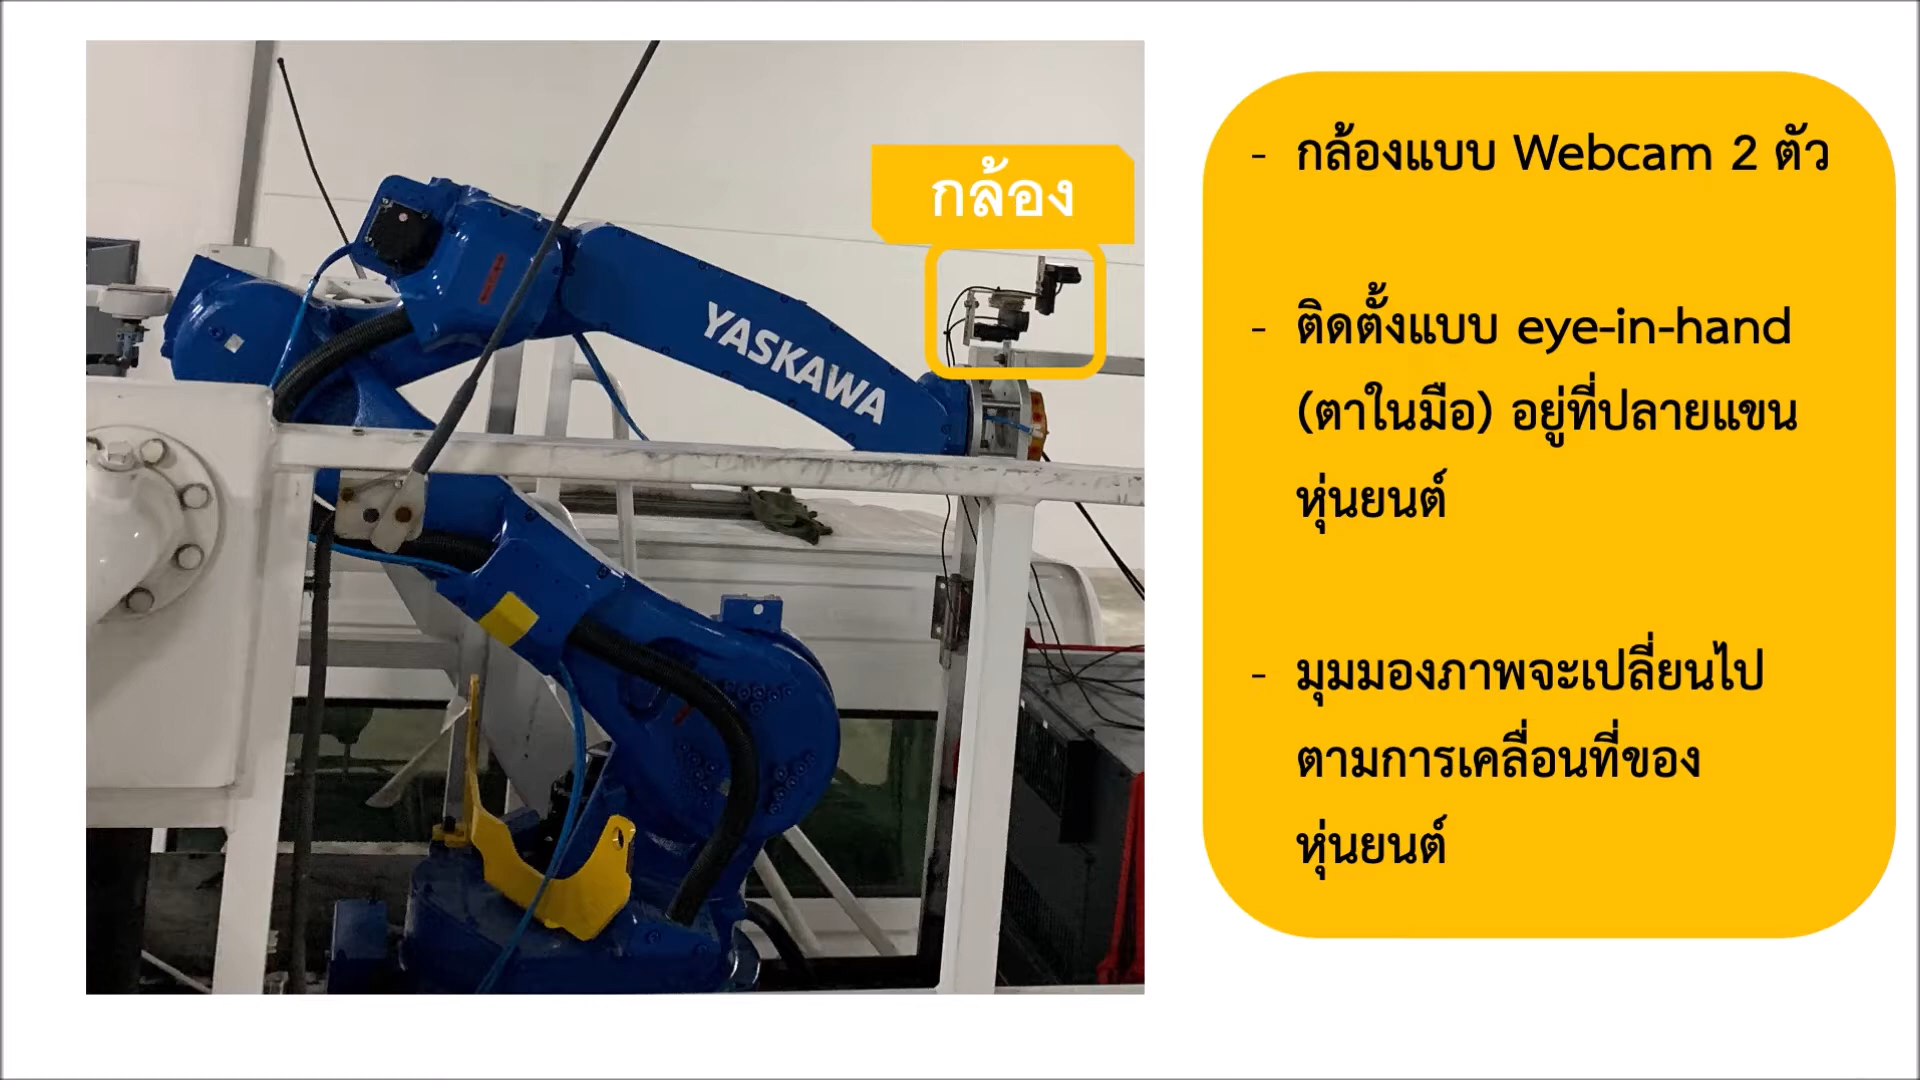 กล้อง
YASKAWA
- กล้องแบบ Webcam 2 ตัว
- ติดตั้งแบบ eye-in-hand
(ตาในมือ) อยู่ที่ปลายแขน
หุ่นยนต์
- มุมมองภาพจะเปลี่ยนไป
ตามการเคลื่อนที่ของ
หุ่นยนต์